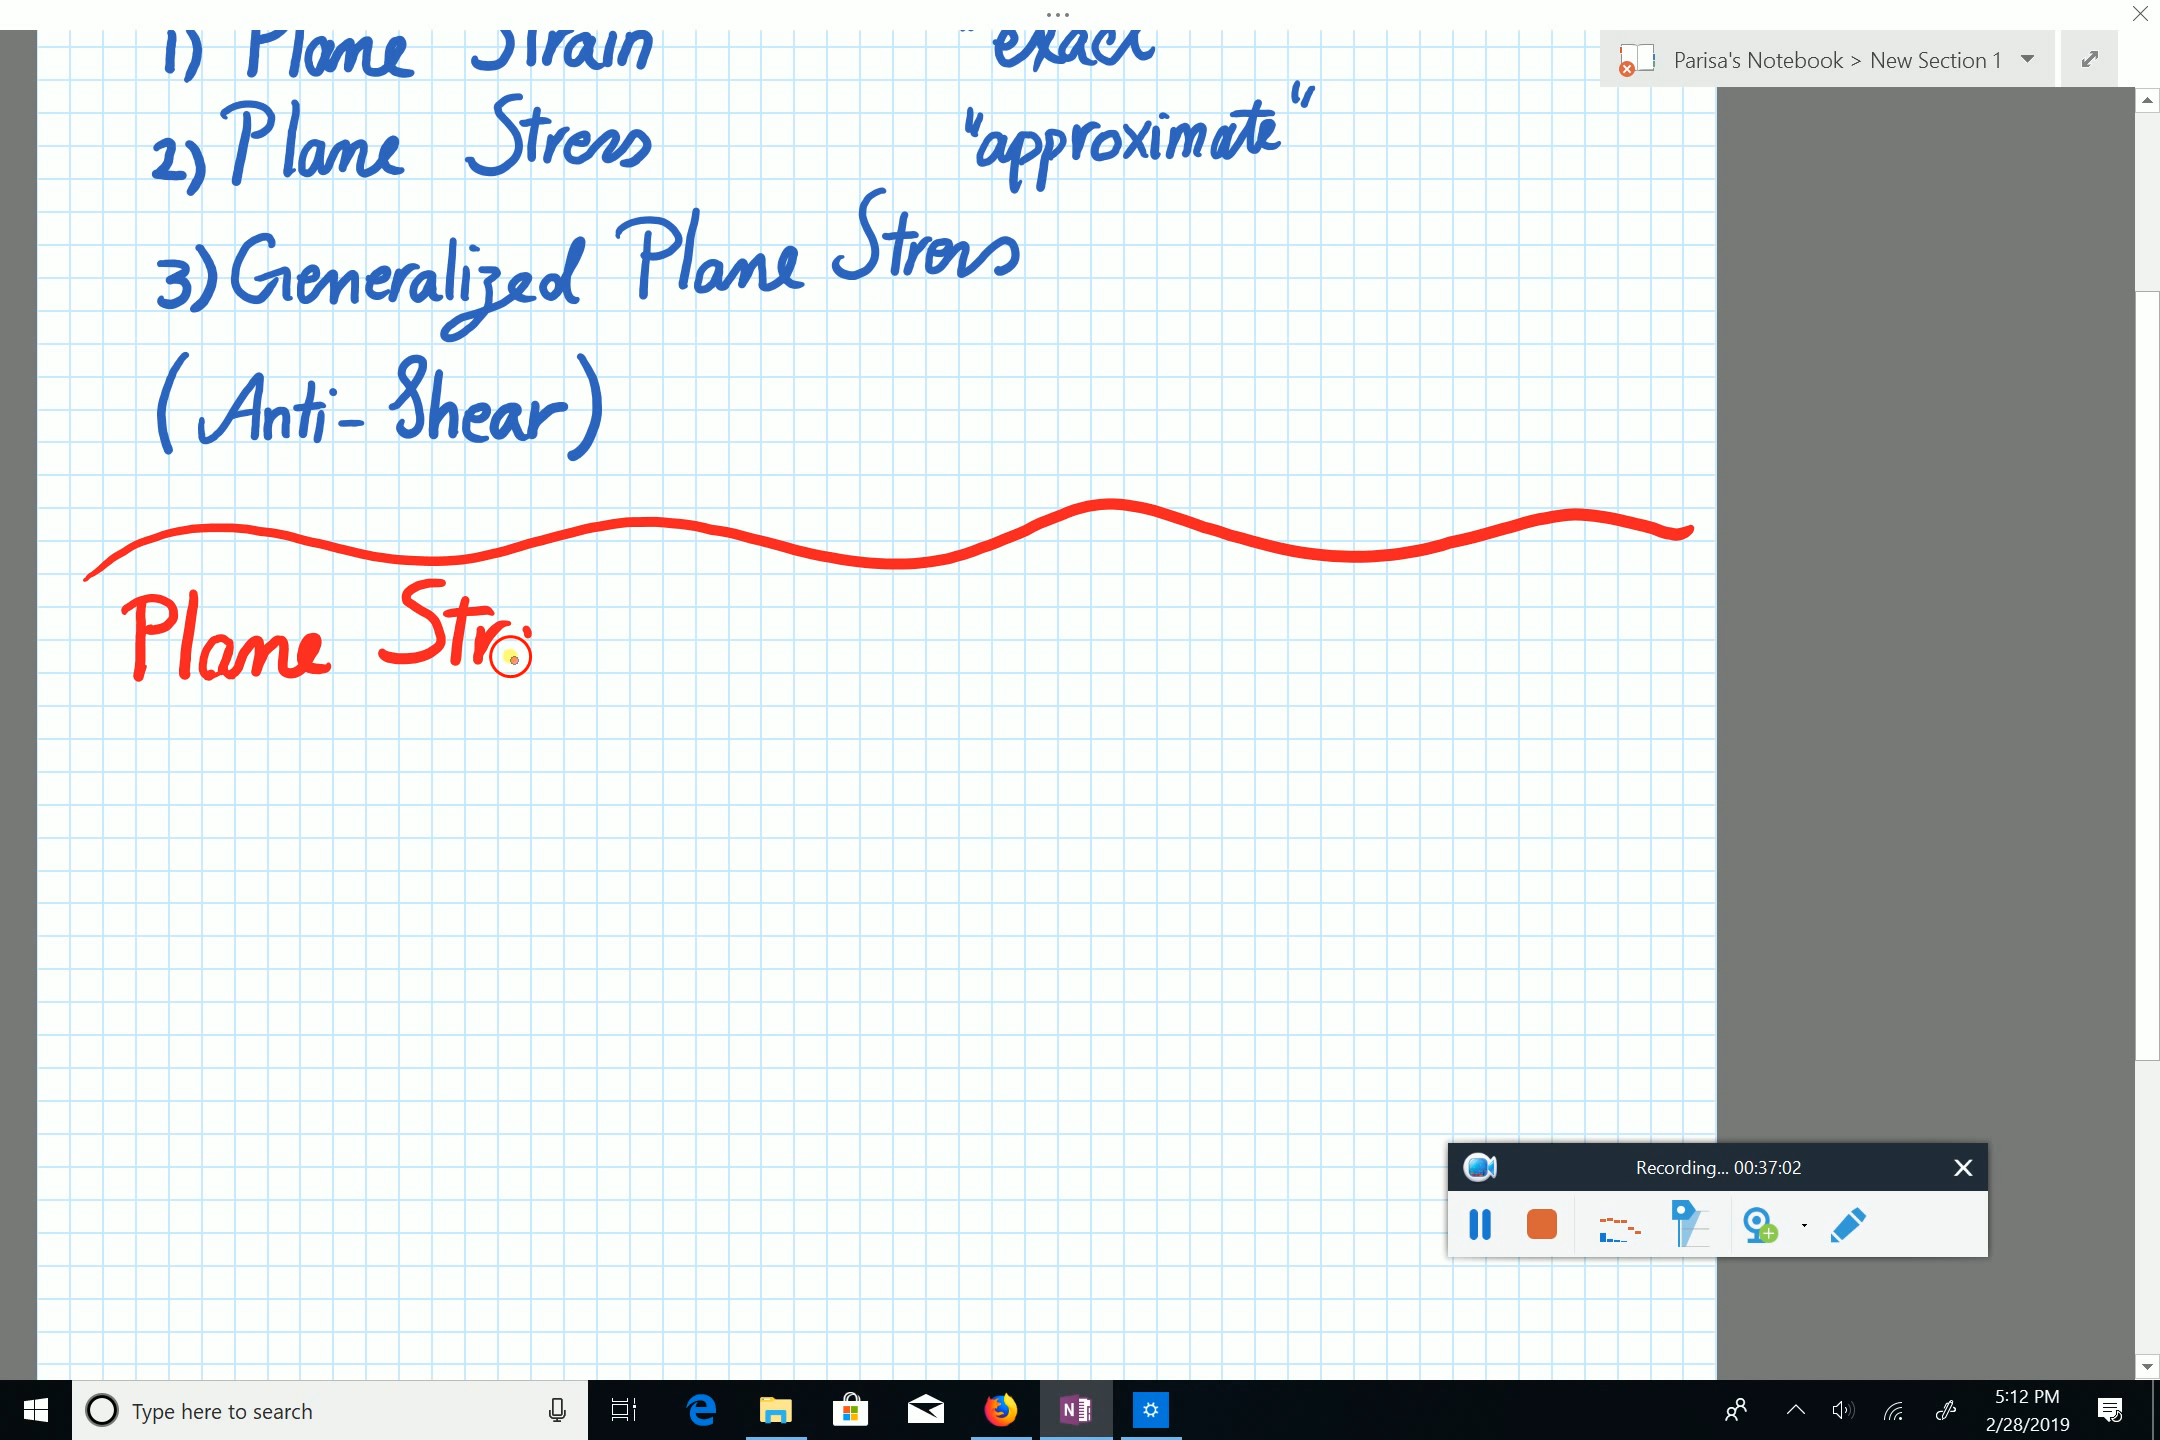 Parisa's Notebook > New Section 1
1) Plane Strain "exact
2) Plane Stress "approximate"
3) Generalized Plane Stress
(Anti-Shear)
Plane Str
Recording... 00:37:02
Type here to search
5:12 PM
2/28/2019